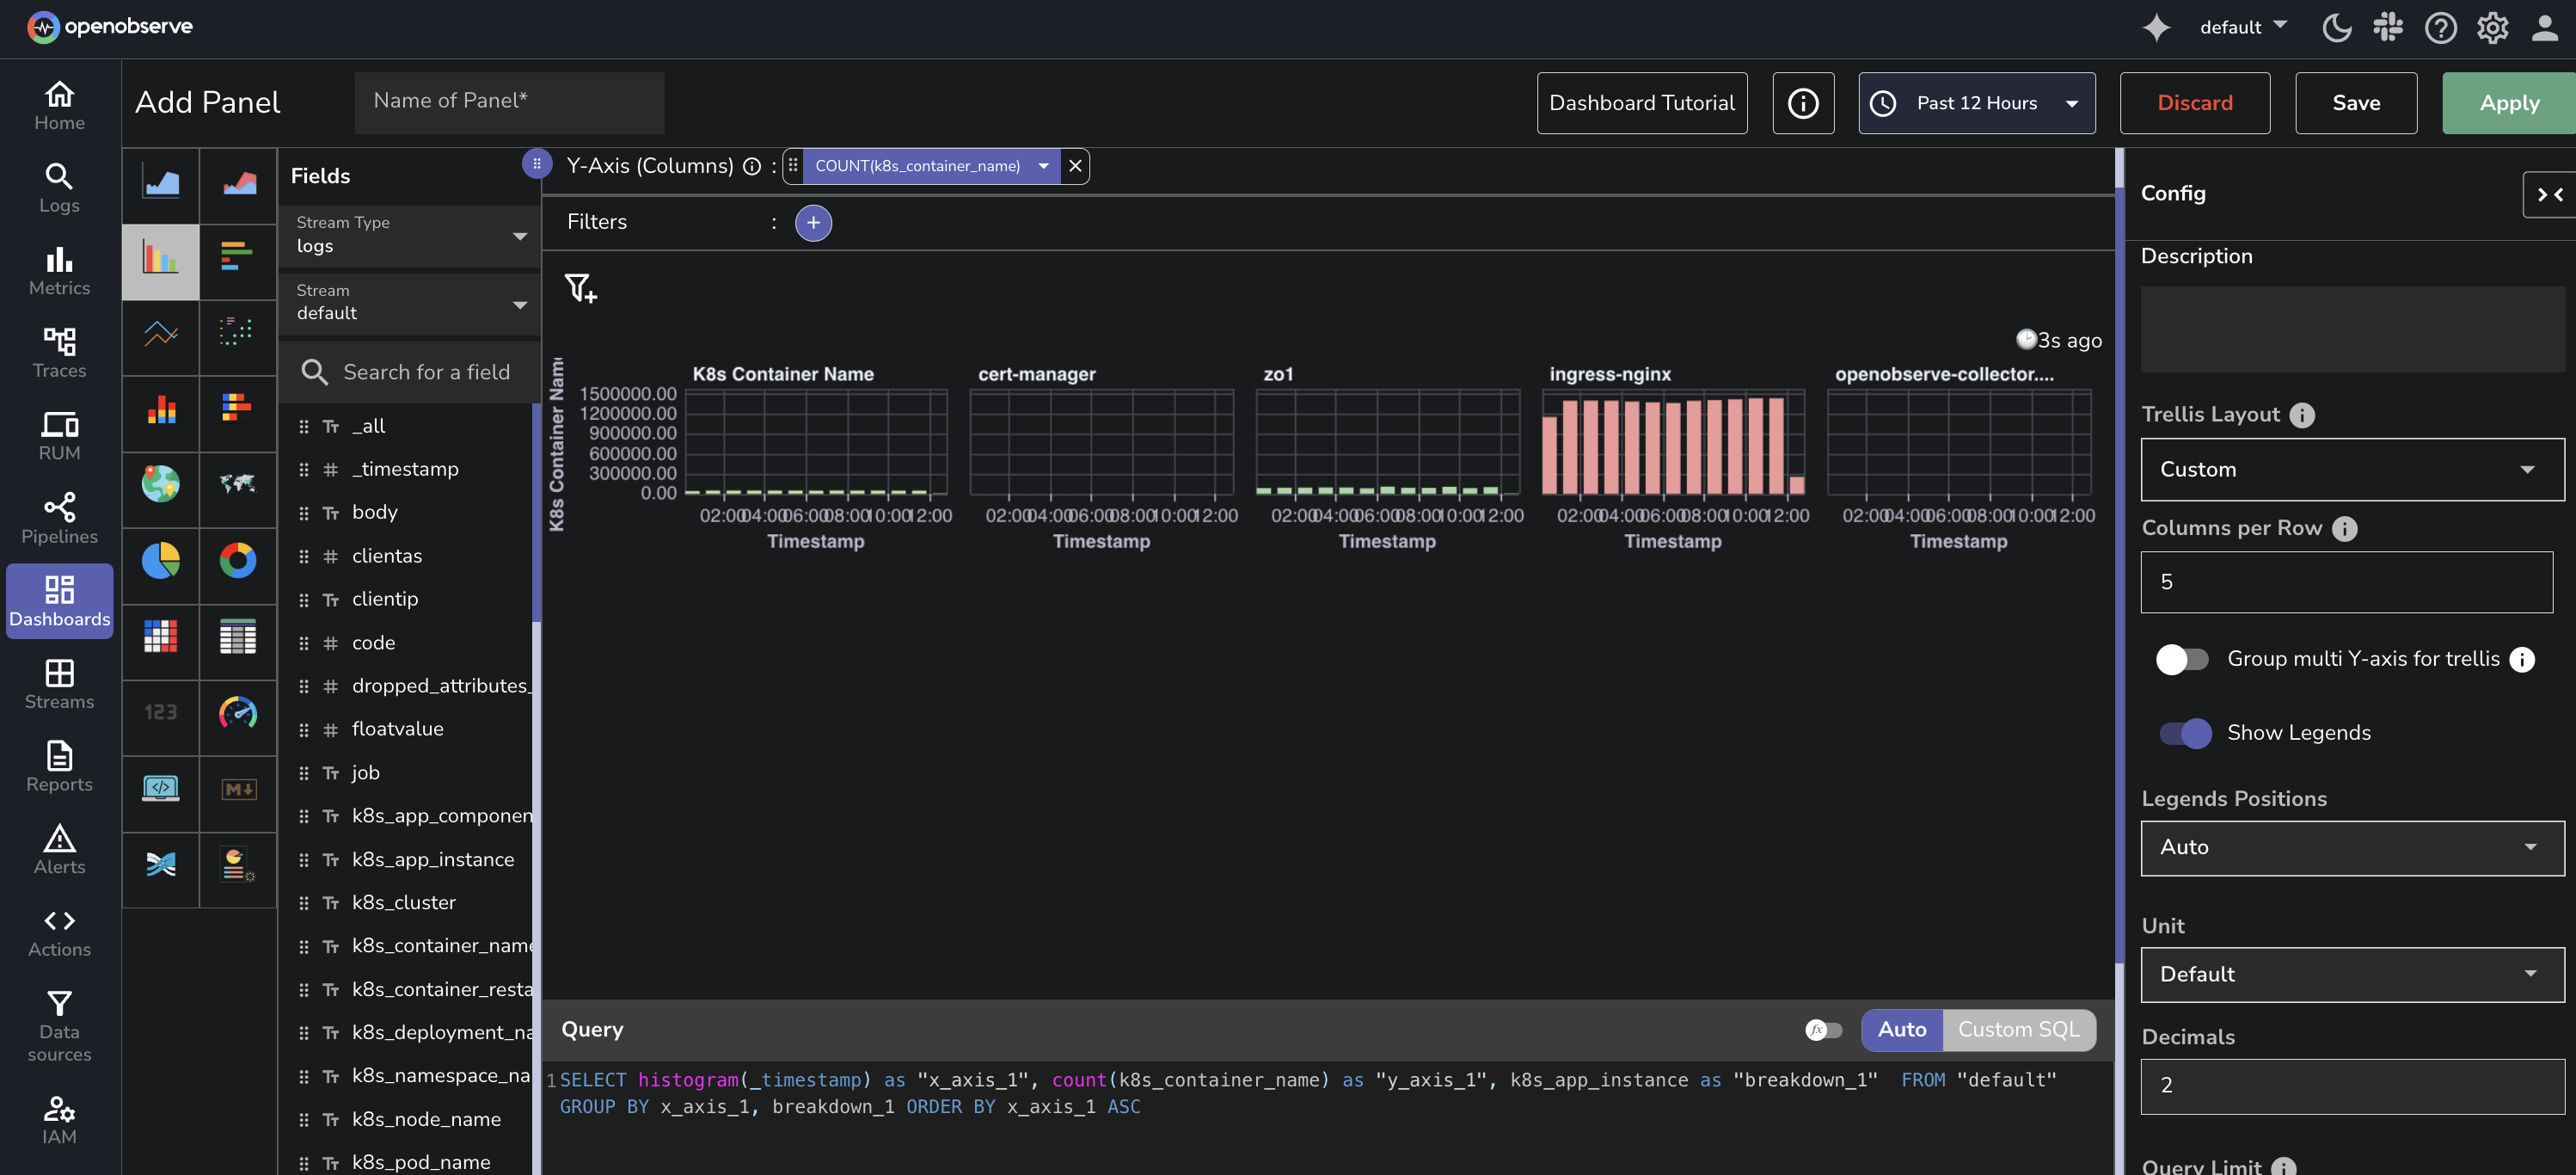 openobserve
default
Add Panel
Name of Panel*
Dashboard Tutorial
Past 12 Hours
Discard
Save
Apply
Home
Logs
Metrics
Traces
RUM
Pipelines
Dashboards
Streams
Reports
Alerts
Actions
Data
sources
IAM
123
M
Fields
Stream Type
logs
Stream
default
Search for a field
_all
_timestamp
body
clientas
clientip
code
dropped_attributes_
floatvalue
job
k8s_app_componen
k8s_app_instance
k8s_cluster
k8s_container_name
k8s_container_resta
k8s_deployment_na
k8s_namespace_na
k8s_node_name
k8s_pod_name
Y-Axis (Columns) :
COUNT(k8s_container_name)
Filters :
3s ago
K8s Container Name
K8s Container Name
1500000.00
1200000.00
900000.00
600000.00
300000.00
0.00
02:00 04:00 06:00 08:00 10:00 12:00
Timestamp
cert-manager
02:00 04:00 06:00 08:00 10:00 12:00
Timestamp
zo1
02:00 04:00 06:00 08:00 10:00 12:00
Timestamp
ingress-nginx
02:00 04:00 06:00 08:00 10:00 12:00
Timestamp
openobserve-collector....
02:00 04:00 06:00 08:00 10:00 12:00
Timestamp
Query
fx
Auto
Custom SQL
1 SELECT histogram(_timestamp) as "x_axis_1", count(k8s_container_name) as "y_axis_1", k8s_app_instance as "breakdown_1"  FROM "default"
GROUP BY x_axis_1, breakdown_1 ORDER BY x_axis_1 ASC
Config
Description
Trellis Layout
Custom
Columns per Row
5
Group multi Y-axis for trellis
Show Legends
Legends Positions
Auto
Unit
Default
Decimals
2
Query Limit